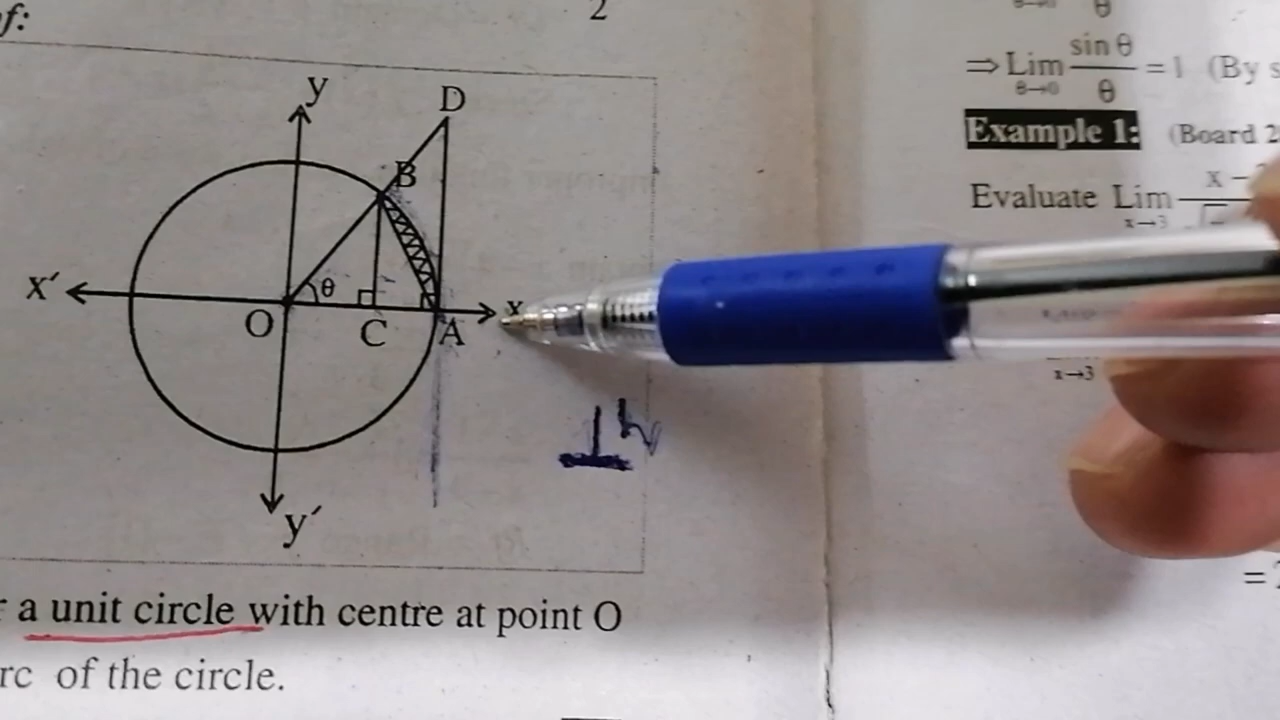 of:
2
y
D
B
x′
θ
x
O
C
A
⊥r
y′
a unit circle with centre at point O
of the circle.
θ
⇒ Lim sin θ / θ = 1 (By
θ→0
Example 1: (Board 2
Evaluate Lim x –
x→3
x→3
=